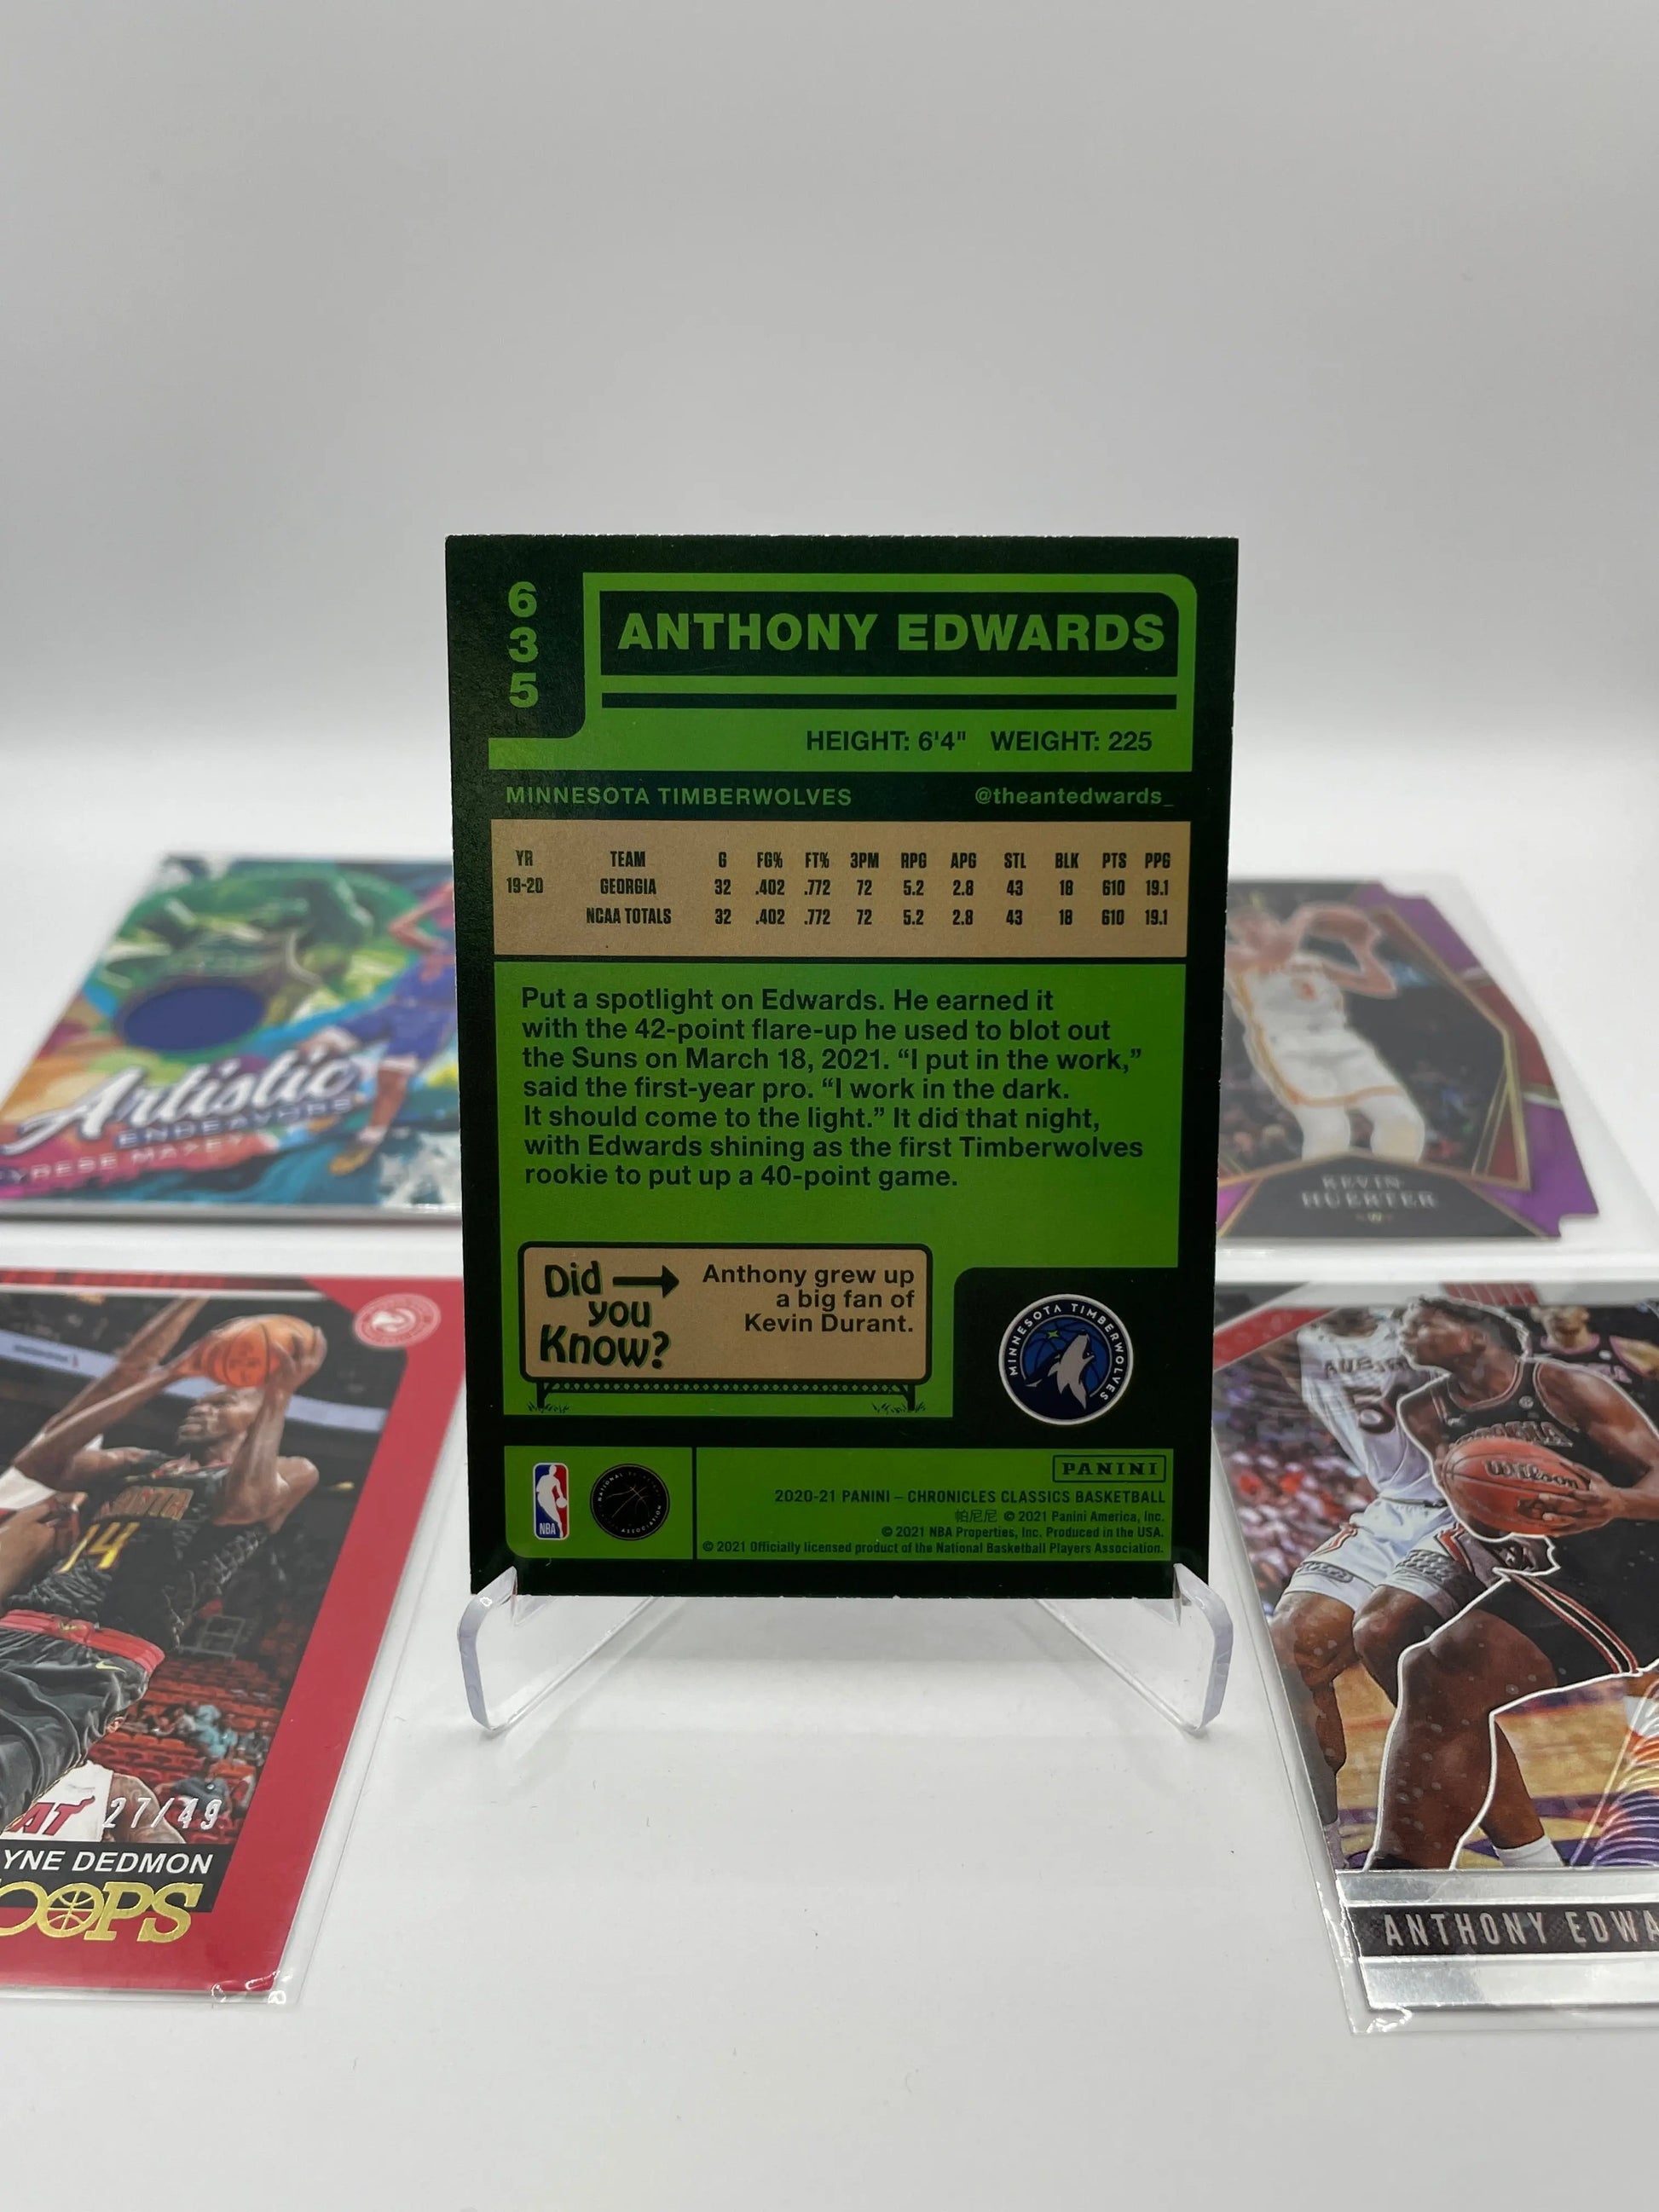 6
3
5
ANTHONY EDWARDS
HEIGHT: 6'4" WEIGHT: 225
MINNESOTA TIMBERWOLVES @theantedwards_
YR TEAM G FG% FT% 3PM RPG APG STL BLK PTS PPG
19-20 GEORGIA 32 .402 .772 72 5.2 2.8 43 18 610 19.1
NCAA TOTALS 32 .402 .772 72 5.2 2.8 43 18 610 19.1
Put a spotlight on Edwards. He earned it
with the 42-point flare-up he used to blot out
the Suns on March 18, 2021. “I put in the work,”
said the first-year pro. “I work in the dark.
It should come to the light.” It did that night,
with Edwards shining as the first Timberwolves
rookie to put up a 40-point game.
Did
you
Know?
Anthony grew up
a big fan of
Kevin Durant.
MINNESOTA TIMBERWOLVES
NBA
PANINI
2020-21 PANINI – CHRONICLES CLASSICS BASKETBALL
帕尼尼 © 2021 Panini America, Inc.
© 2021 NBA Properties, Inc. Produced in the USA.
© 2021 Officially licensed product of the National Basketball Players Association.
Artistic
ENDEAVORS
YRESE MAXEY
KEVIN
HUERTER
14
27/49
YNE DEDMON
OOPS
Wilson
ANTHONY EDWA